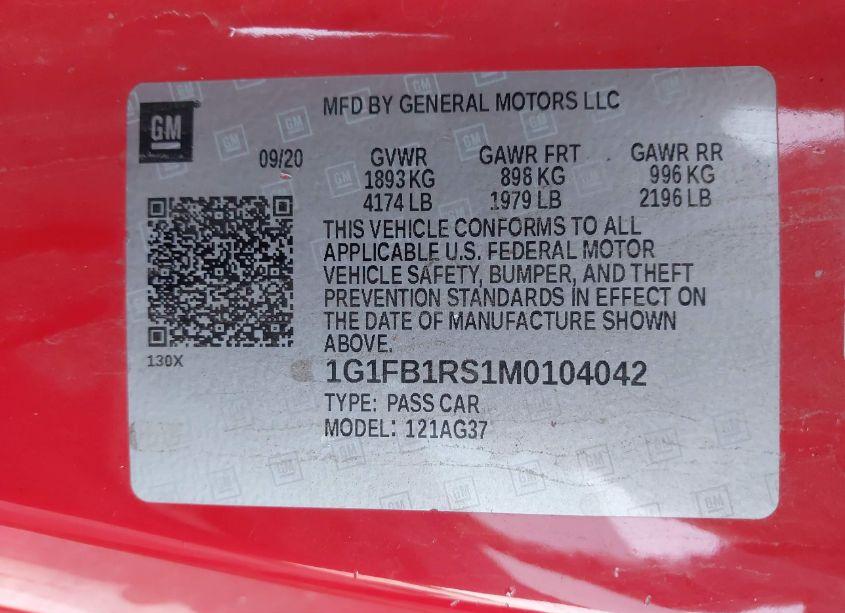 MFD BY GENERAL MOTORS LLC
GM
09/20 GVWR GAWR FRT GAWR RR
1893 KG 898 KG 996 KG
4174 LB 1979 LB 2196 LB
THIS VEHICLE CONFORMS TO ALL
APPLICABLE U.S. FEDERAL MOTOR
VEHICLE SAFETY, BUMPER, AND THEFT
PREVENTION STANDARDS IN EFFECT ON
THE DATE OF MANUFACTURE SHOWN
ABOVE.
130X
1G1FB1RS1M0104042
TYPE: PASS CAR
MODEL: 121AG37